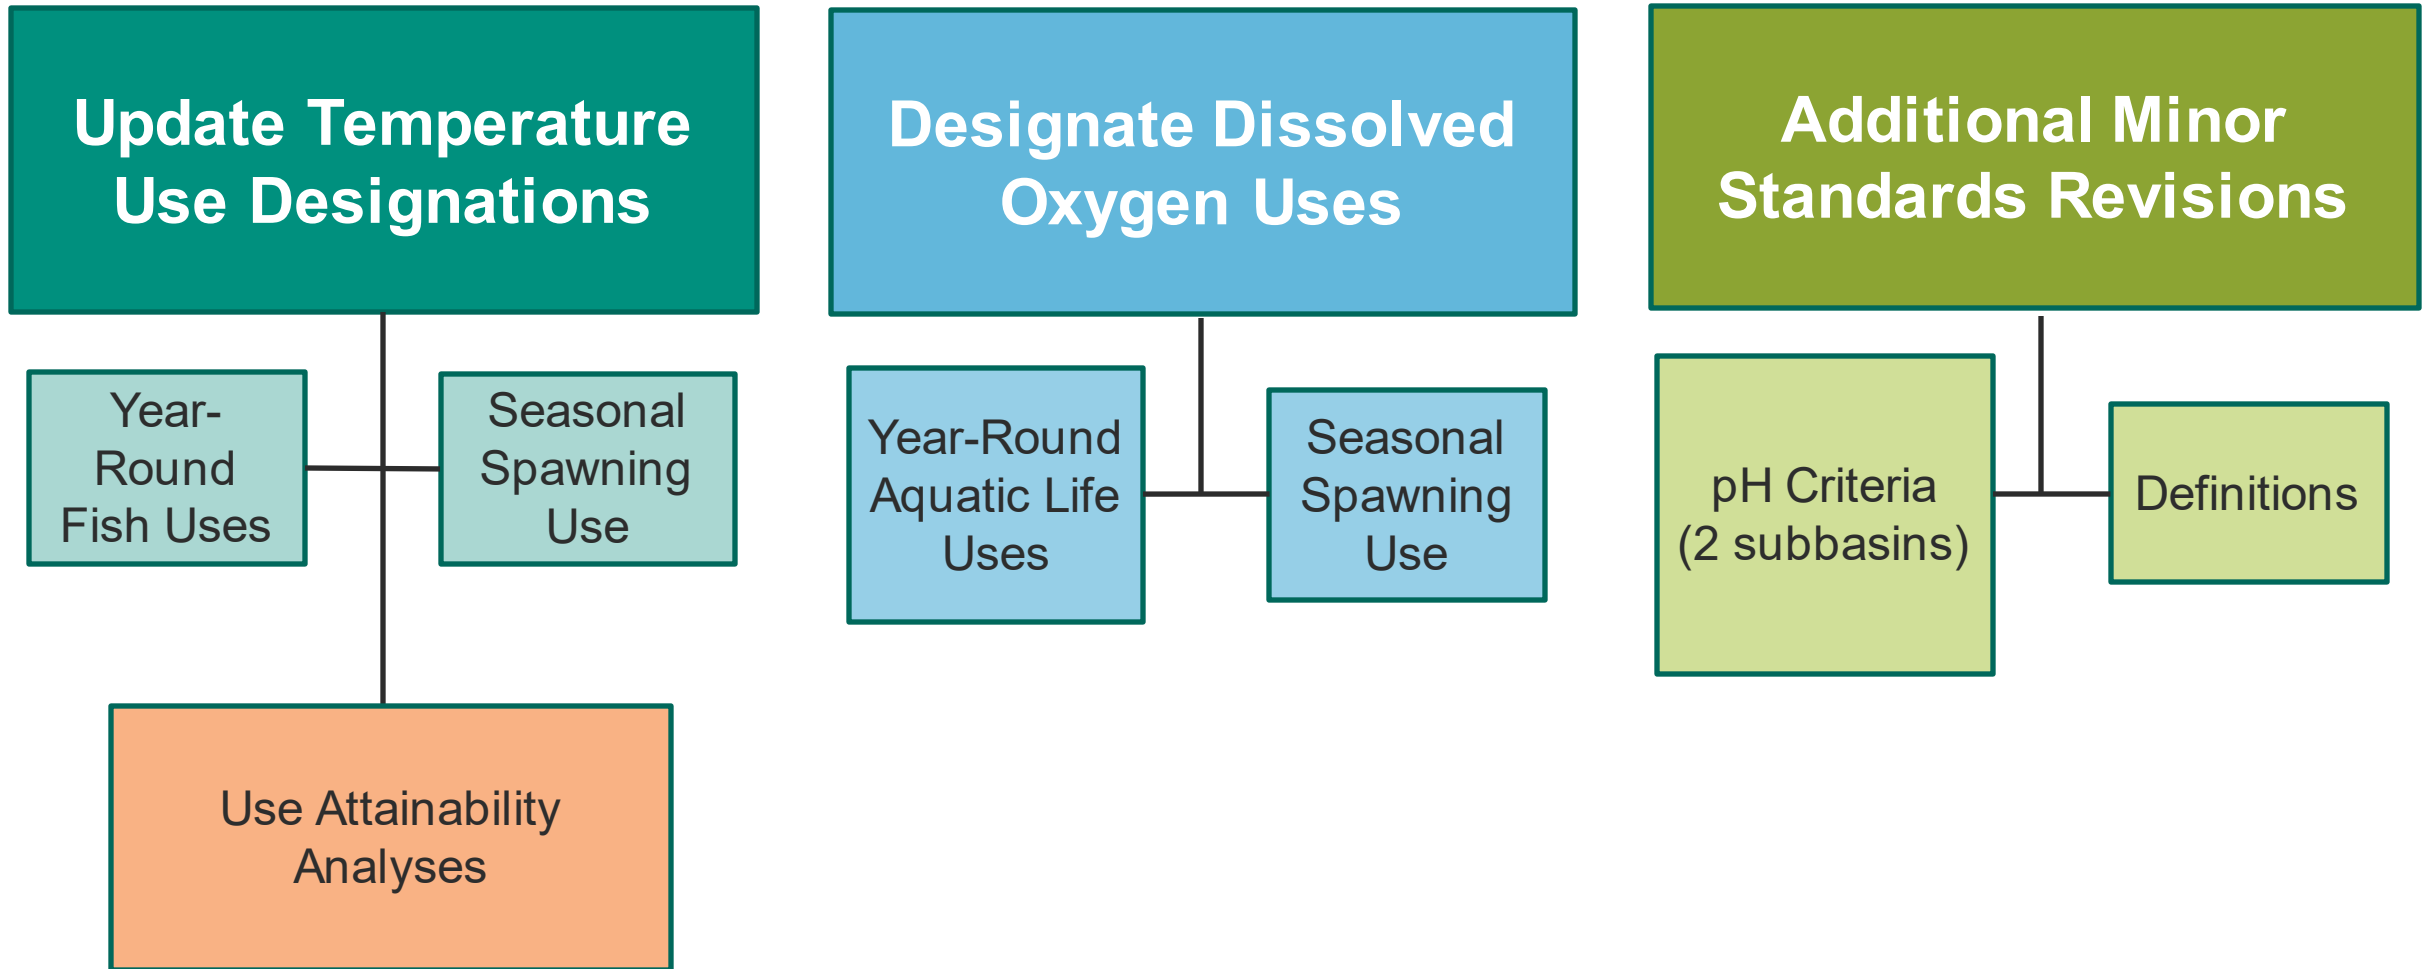 Update Temperature
Use Designations
Year-
Round
Fish Uses
Seasonal
Spawning
Use
Use Attainability
Analyses
Designate Dissolved
Oxygen Uses
Year-Round
Aquatic Life
Uses
Seasonal
Spawning
Use
Additional Minor
Standards Revisions
pH Criteria
(2 subbasins)
Definitions